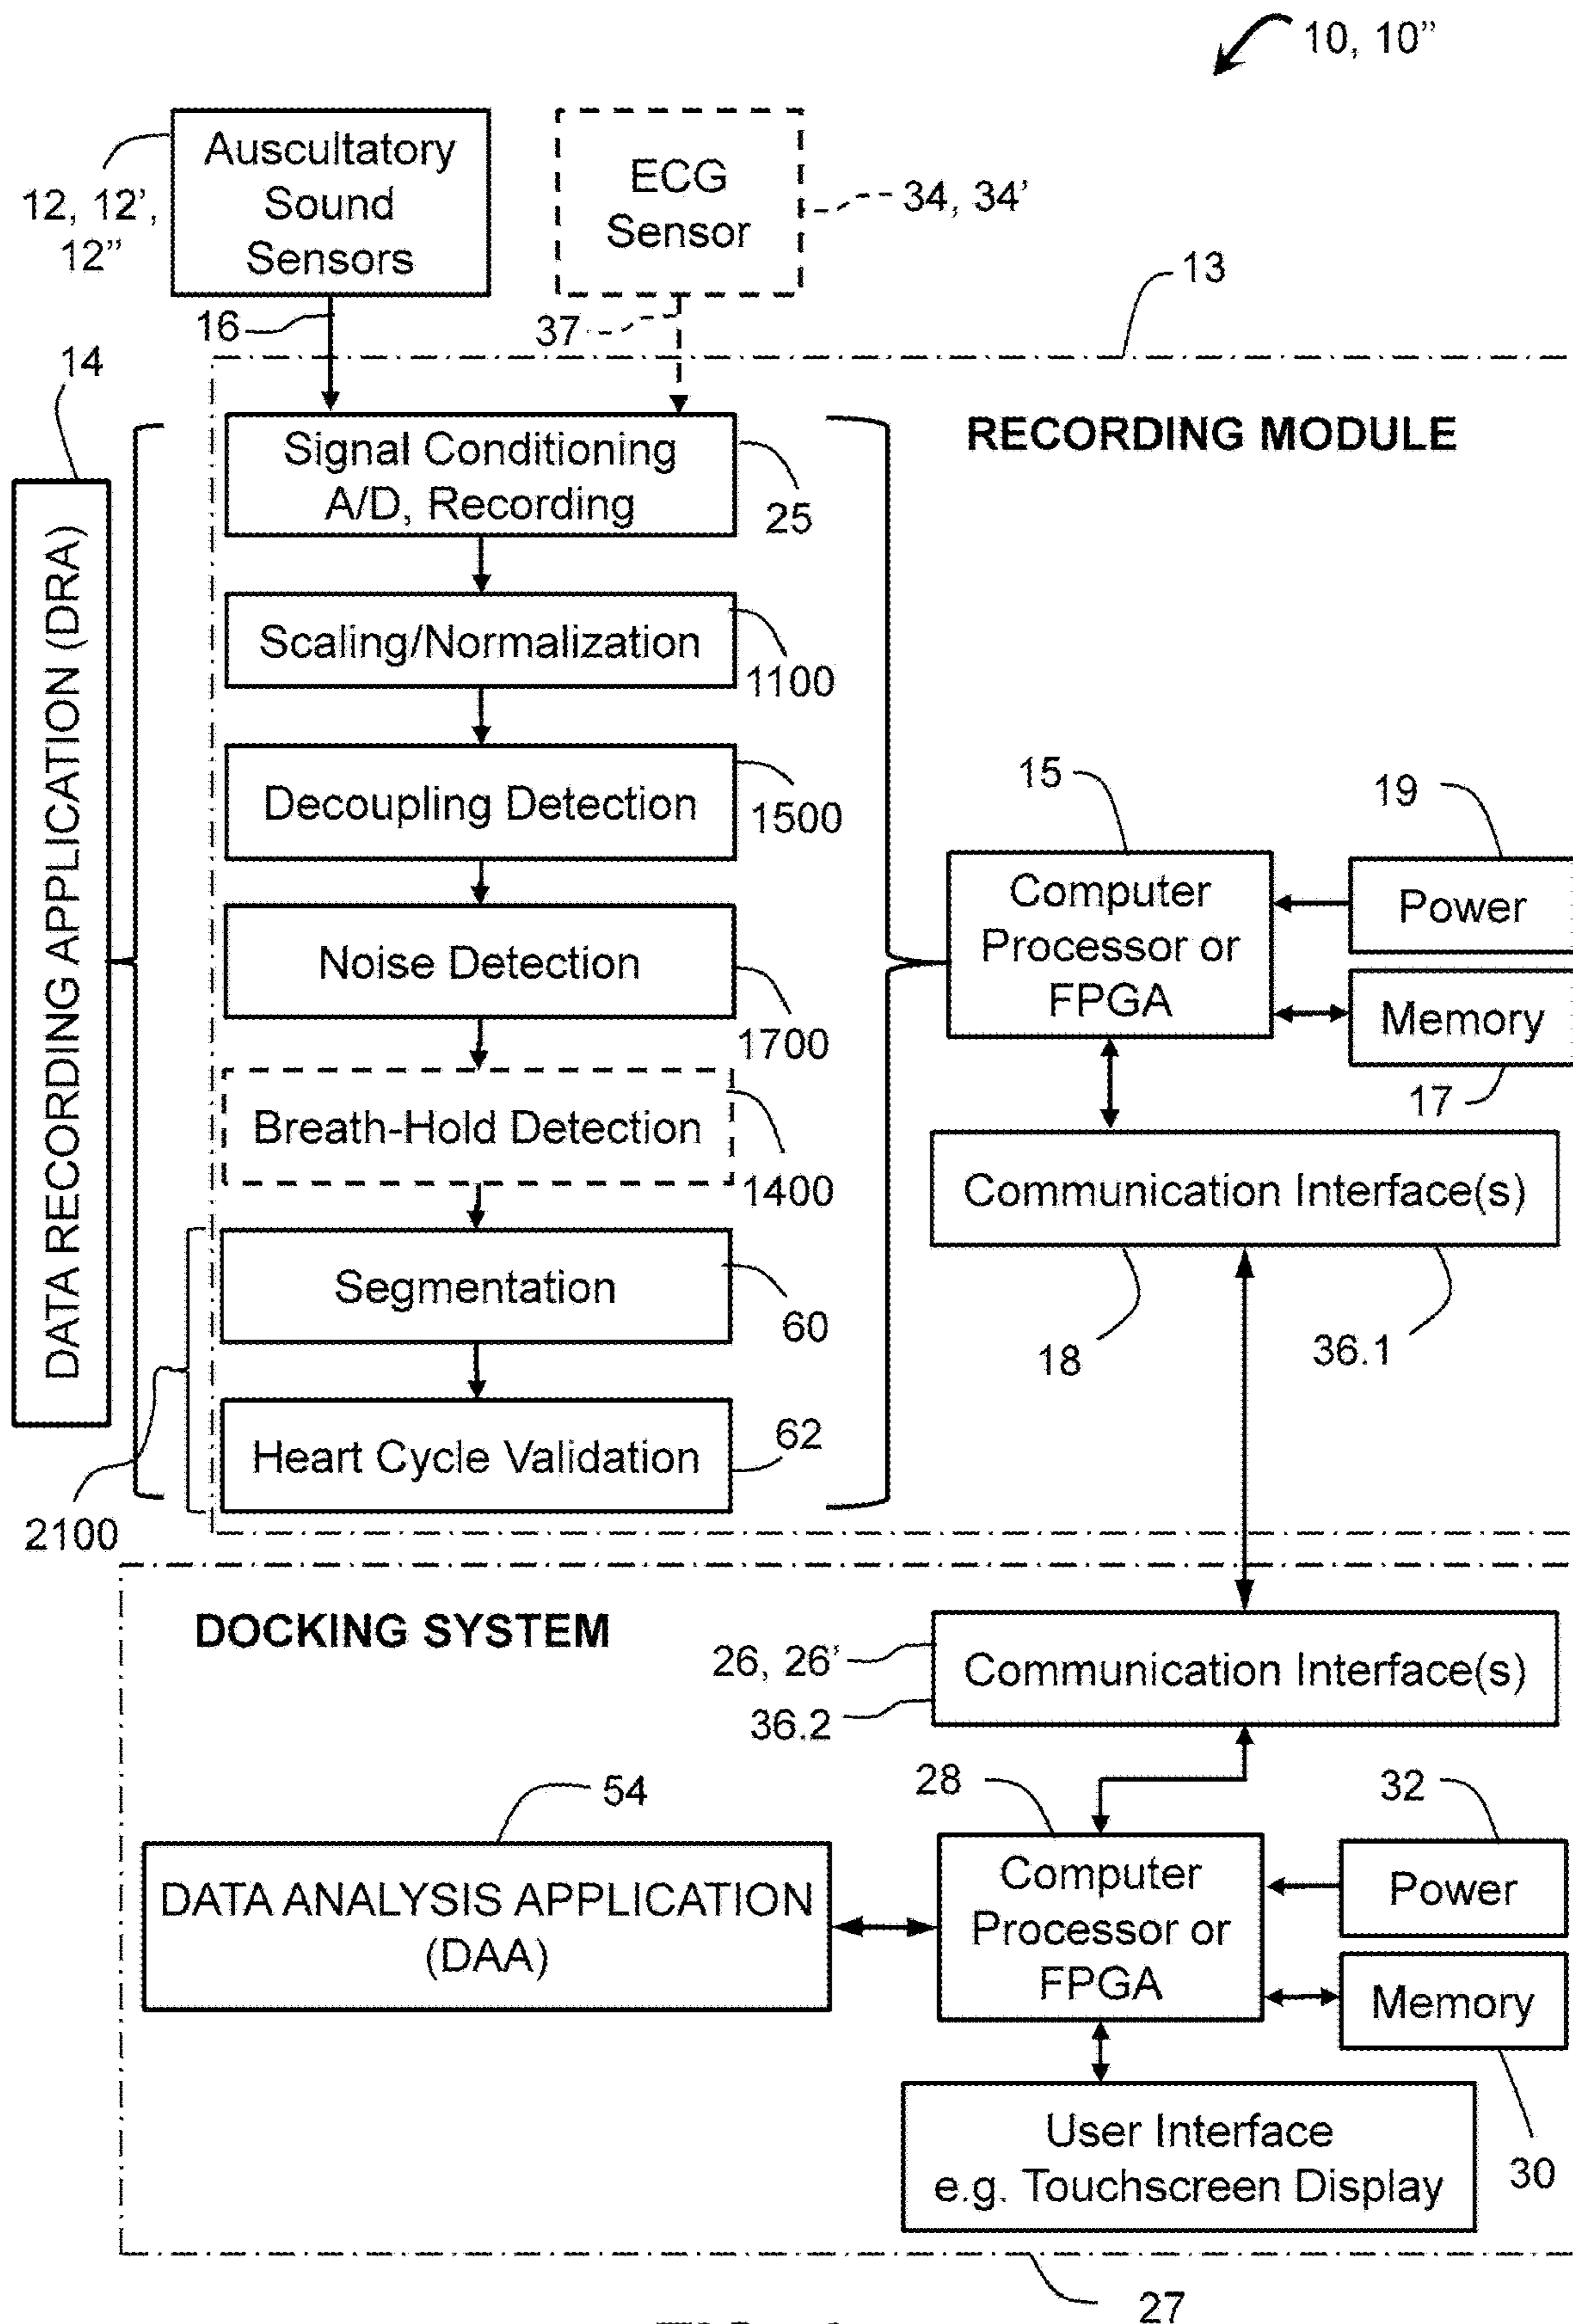 10, 10”
Auscultatory
Sound
Sensors
12, 12’,
12”
ECG
Sensor
34, 34’
16
37
13
14
DATA RECORDING APPLICATION (DRA)
RECORDING MODULE
Signal Conditioning
A/D, Recording
25
Scaling/Normalization
1100
Decoupling Detection
1500
Noise Detection
1700
Breath-Hold Detection
1400
Segmentation
60
Heart Cycle Validation
62
2100
15
Computer
Processor or
FPGA
19
Power
Memory
17
Communication Interface(s)
18
36.1
DOCKING SYSTEM
26, 26’
36.2
Communication Interface(s)
54
DATA ANALYSIS APPLICATION
(DAA)
28
Computer
Processor or
FPGA
32
Power
Memory
30
User Interface
e.g. Touchscreen Display
27